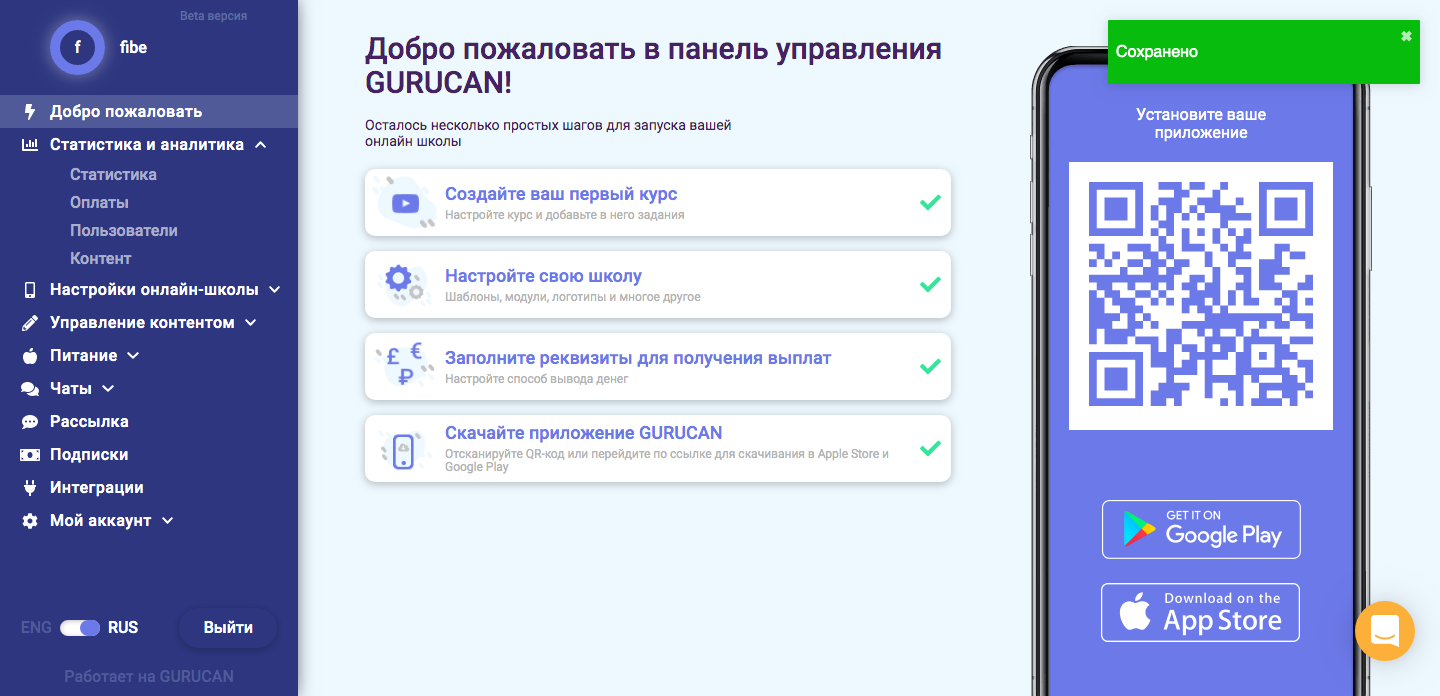 Beta версия
f
fibe
Добро пожаловать
Статистика и аналитика
Статистика
Оплаты
Пользователи
Контент
Настройки онлайн-школы
Управление контентом
Питание
Чаты
Рассылка
Подписки
Интеграции
Мой аккаунт
ENG
RUS
Выйти
Работает на GURUCAN
Добро пожаловать в панель управления
GURUCAN!
Осталось несколько простых шагов для запуска вашей
онлайн школы
Создайте ваш первый курс
Настройте курс и добавьте в него задания
Настройте свою школу
Шаблоны, модули, логотипы и многое другое
£ € ₽
Заполните реквизиты для получения выплат
Настройте способ вывода денег
Скачайте приложение GURUCAN
Отсканируйте QR-код или перейдите по ссылке для скачивания в Apple Store и
Google Play
Сохранено
Установите ваше
приложение
GET IT ON
Google Play
Download on the
App Store